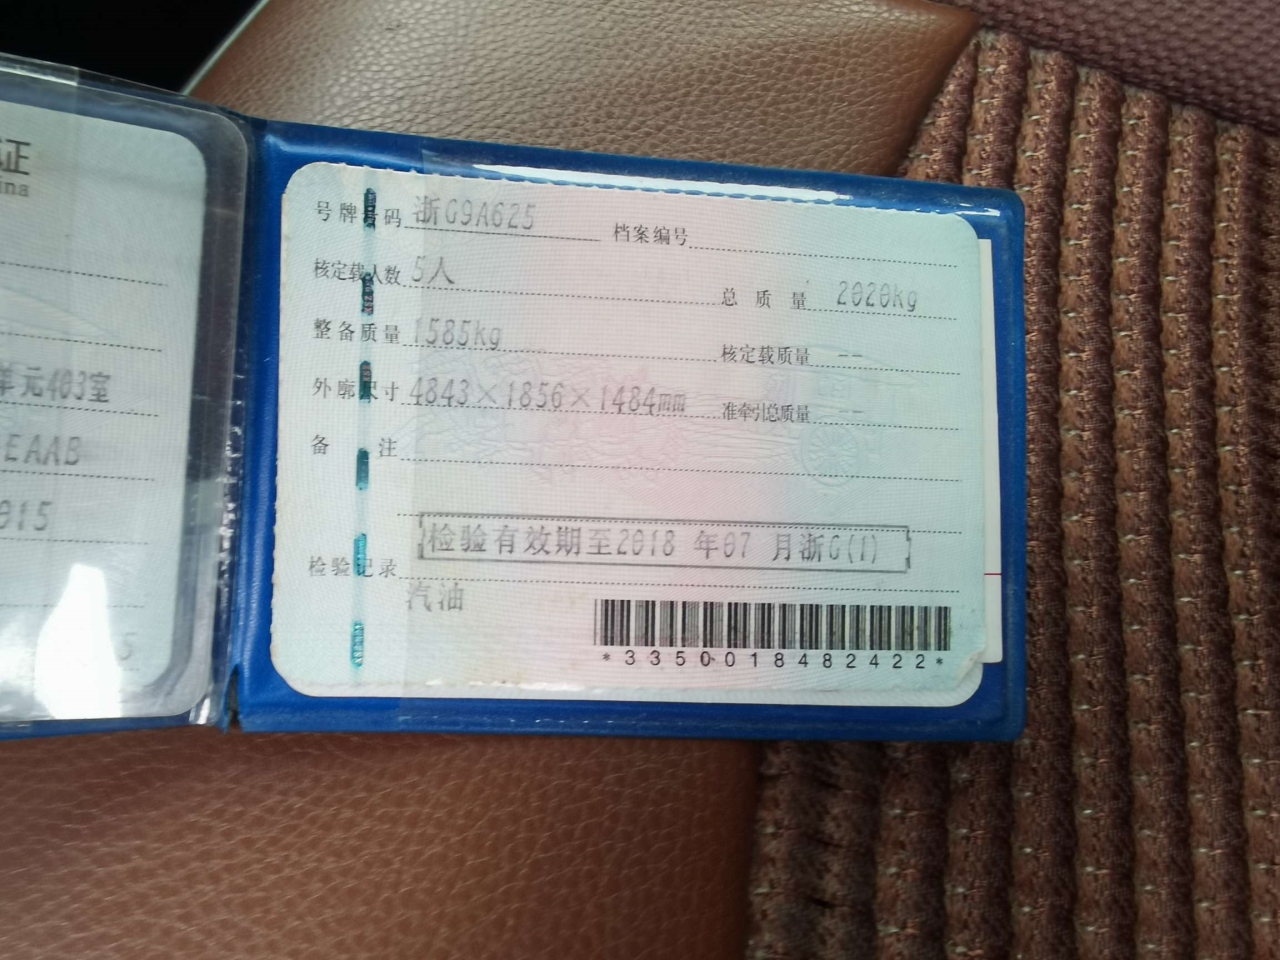 证
ina
单元403室
EAAB
015
5
号牌号码 浙G9A625 档案编号
核定载人数 5人 总质量 2020kg
整备质量 1585kg 核定载质量 --
外廓尺寸 4843×1856×1484mm 准牵引总质量 --
备注
检验有效期至2018 年07 月浙G(1)
检验记录
汽油
*3350018482422*